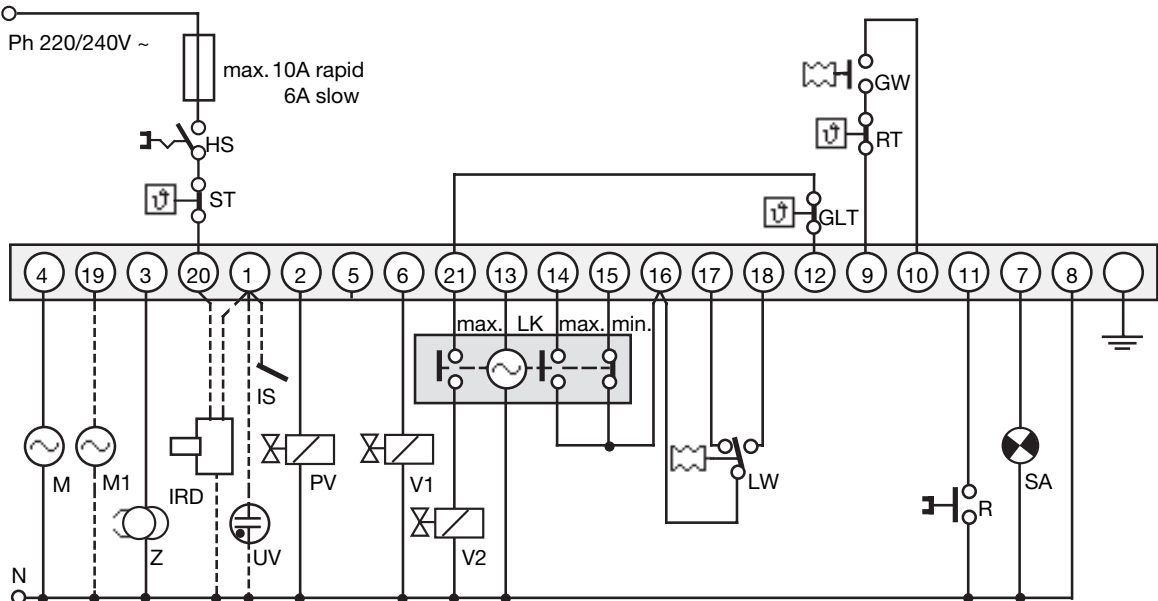 Ph 220/240V ~
max. 10A rapid
6A slow
HS
ST
GW
RT
GLT
4 19 3 20 1 2 5 6 21 13 14 15 16 17 18 12 9 10 11 7 8
max. LK max. min.
IS
M M1 IRD PV V1 LW SA
R
Z UV V2
N